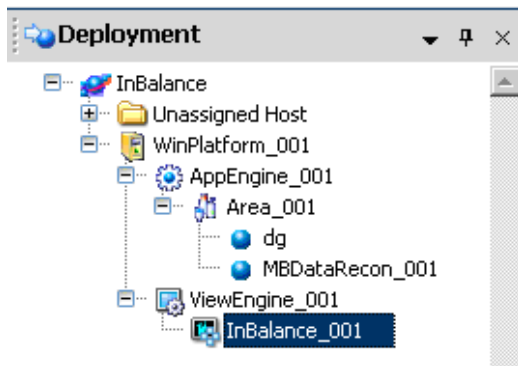 Deployment
InBalance
Unassigned Host
WinPlatform_001
AppEngine_001
Area_001
dg
MBDataRecon_001
ViewEngine_001
InBalance_001